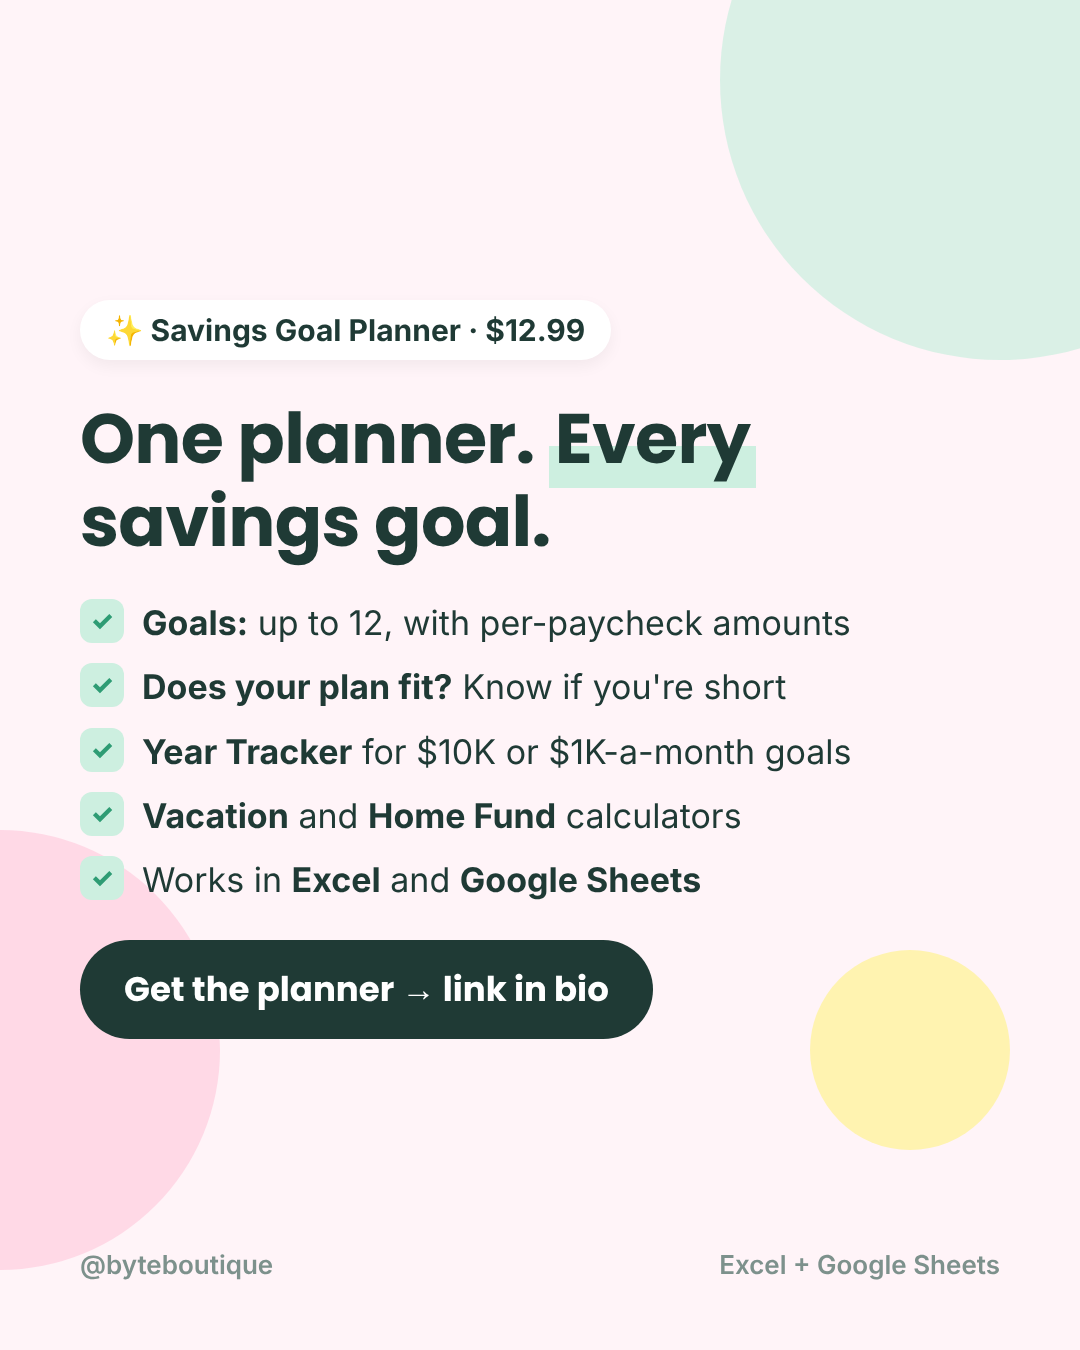 ✨ Savings Goal Planner · $12.99
One planner. Every
savings goal.
Goals: up to 12, with per-paycheck amounts
Does your plan fit? Know if you're short
Year Tracker for $10K or $1K-a-month goals
Vacation and Home Fund calculators
Works in Excel and Google Sheets
Get the planner → link in bio
@byteboutique
Excel + Google Sheets